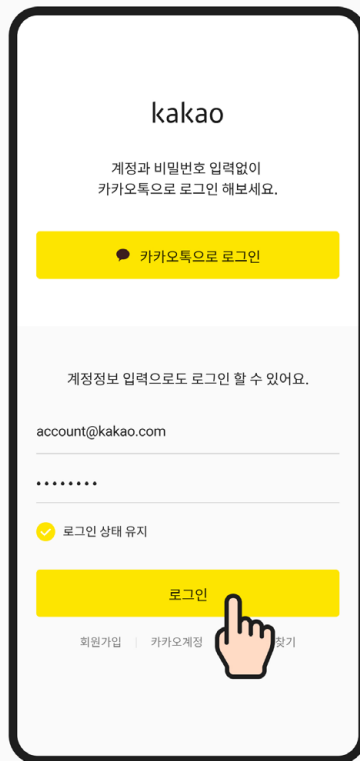 kakao
계정과 비밀번호 입력없이
카카오톡으로 로그인 해보세요.
카카오톡으로 로그인
계정정보 입력으로도 로그인 할 수 있어요.
account@kakao.com
••••••••
로그인 상태 유지
로그인
회원가입 | 카카오계정 찾기